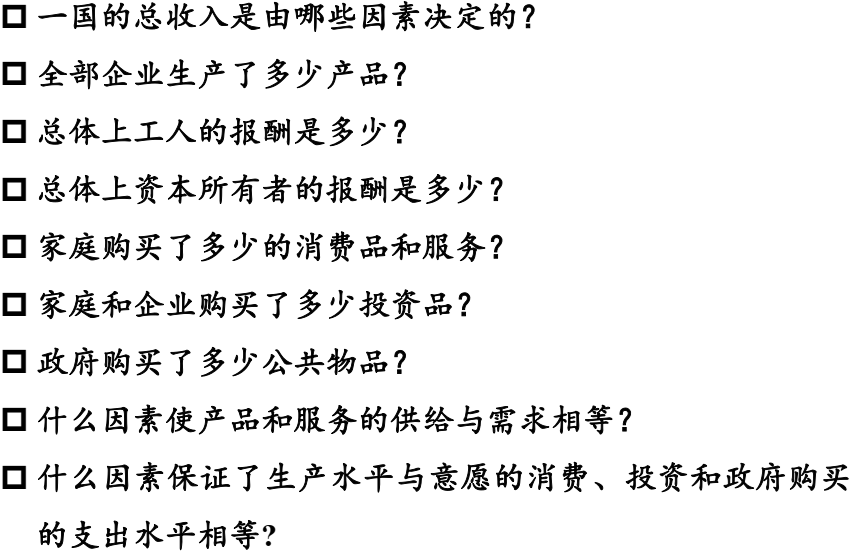 一国的总收入是由哪些因素决定的?
全部企业生产了多少产品?
总体上工人的报酬是多少?
总体上资本所有者的报酬是多少?
家庭购买了多少的消费品和服务?
家庭和企业购买了多少投资品?
政府购买了多少公共物品?
什么因素使产品和服务的供给与需求相等?
什么因素保证了生产水平与意愿的消费、投资和政府购买
的支出水平相等?